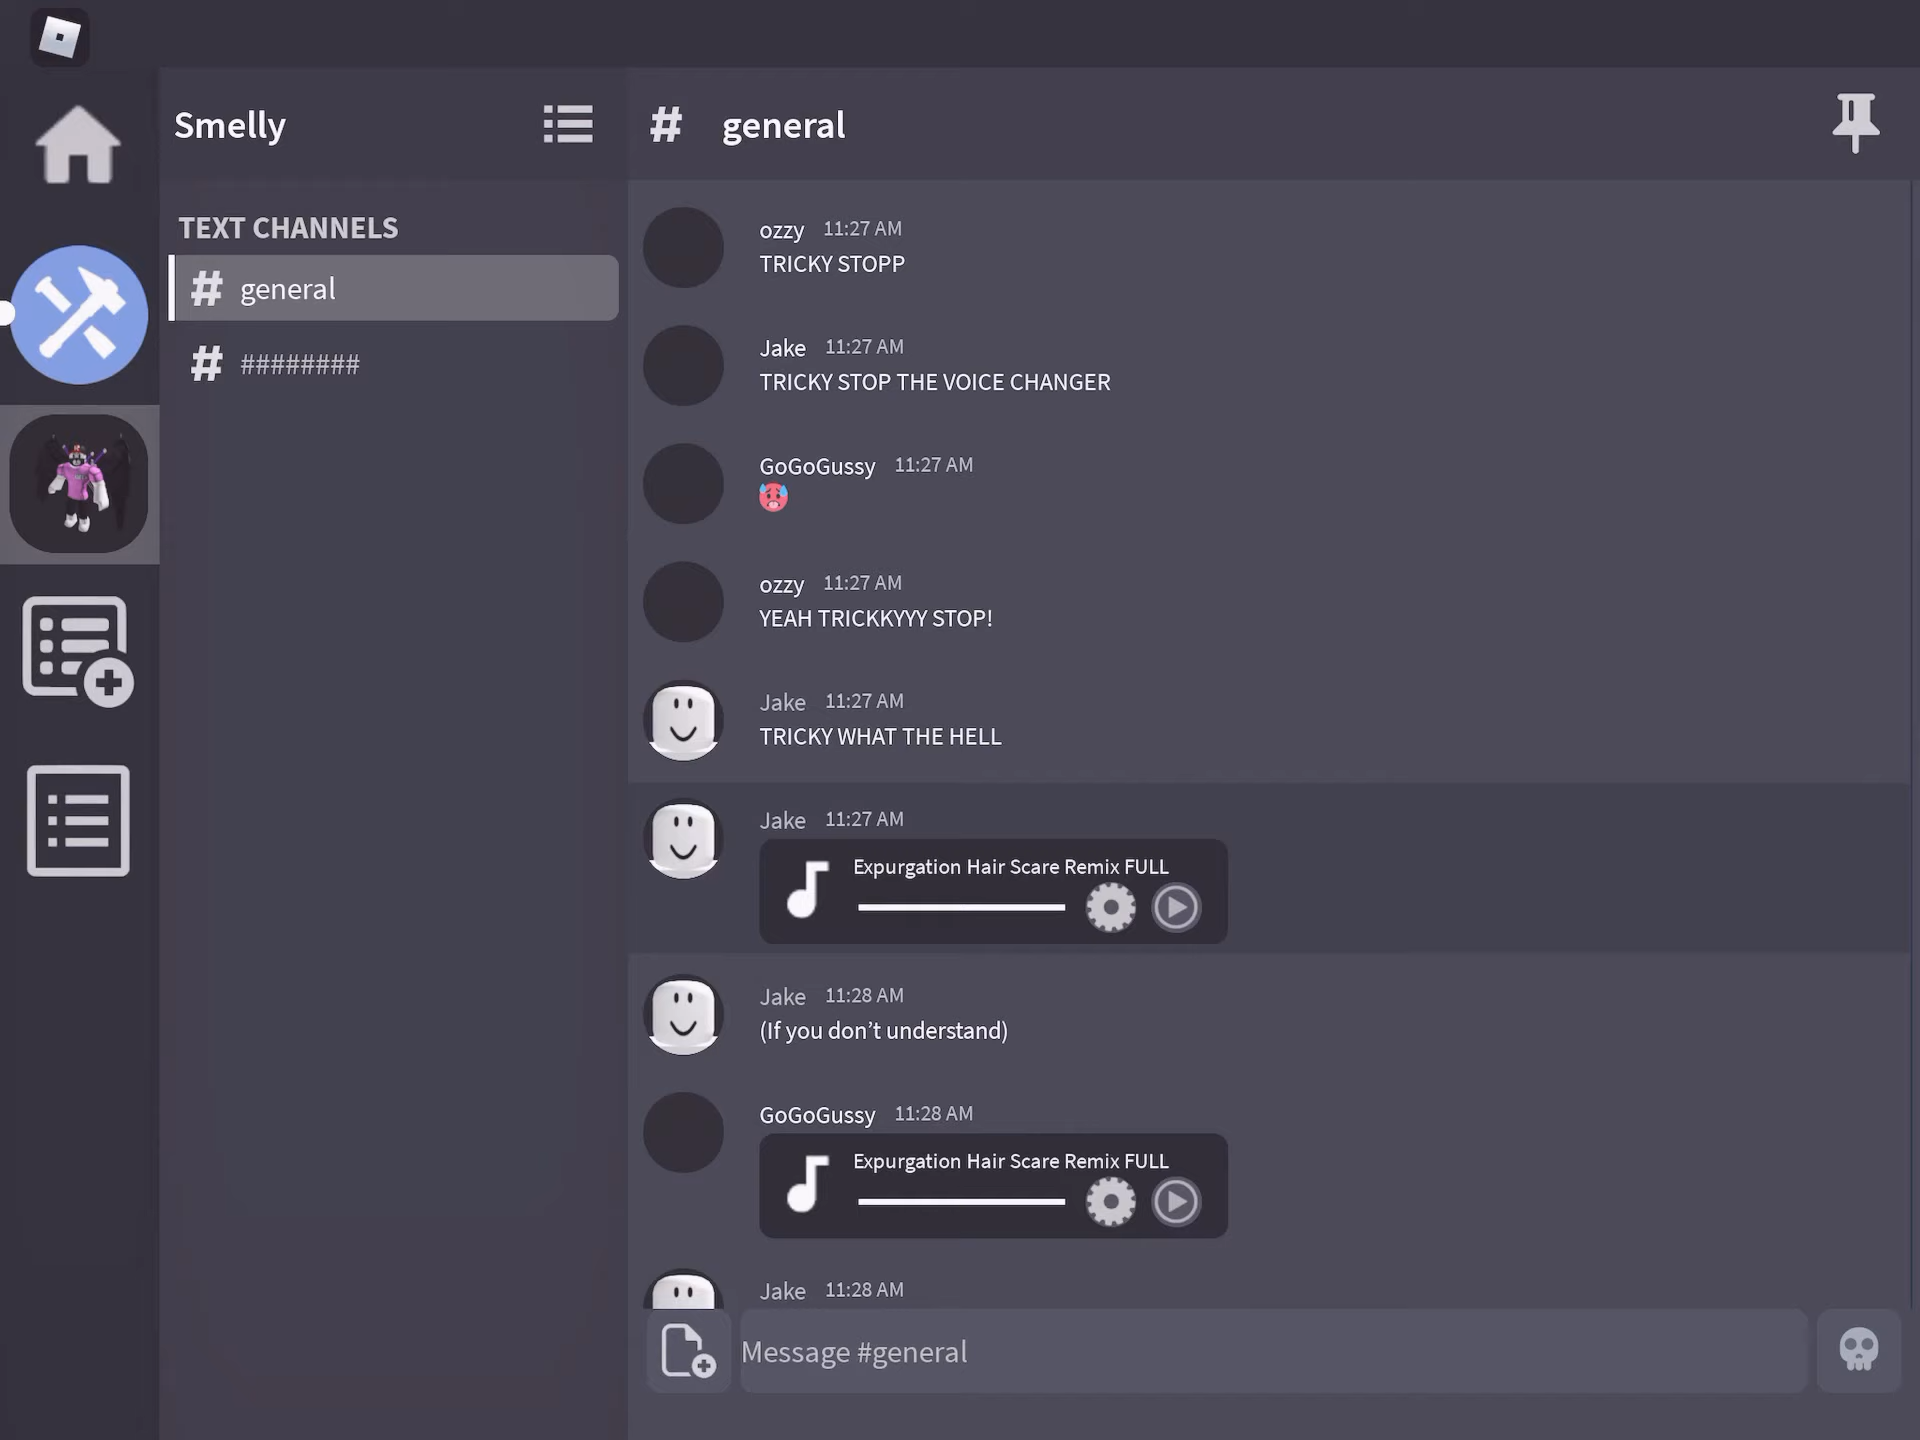 Smelly
# general
TEXT CHANNELS
# general
# ########
ozzy 11:27 AM
TRICKY STOPP
Jake 11:27 AM
TRICKY STOP THE VOICE CHANGER
GoGoGussy 11:27 AM
🥵
ozzy 11:27 AM
YEAH TRICKKYYY STOP!
Jake 11:27 AM
TRICKY WHAT THE HELL
Jake 11:27 AM
Expurgation Hair Scare Remix FULL
Jake 11:28 AM
(If you don’t understand)
GoGoGussy 11:28 AM
Expurgation Hair Scare Remix FULL
Jake 11:28 AM
Message #general